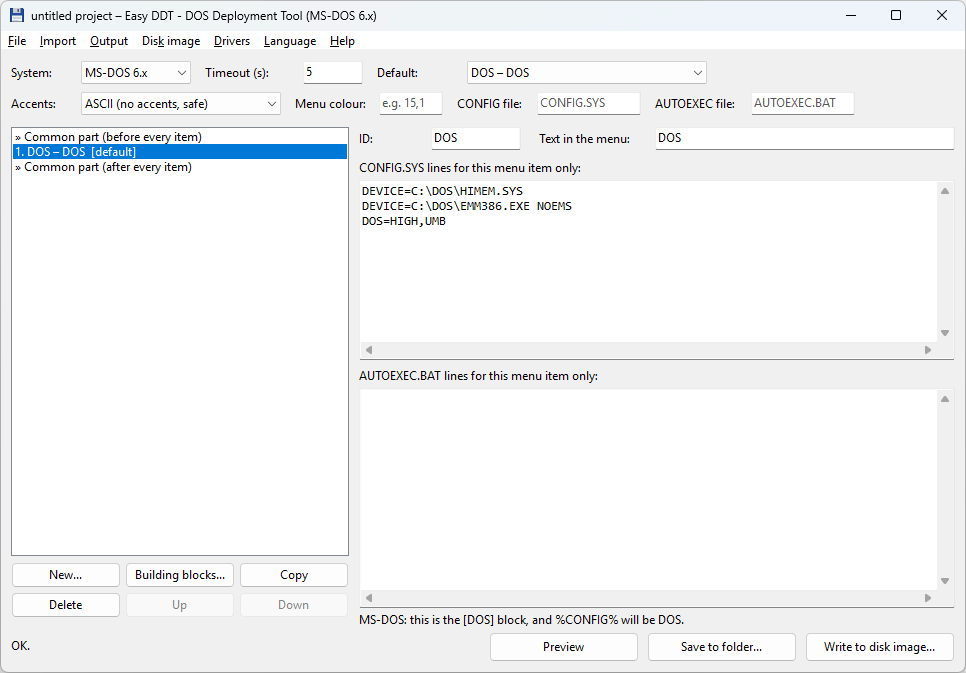 untitled project – Easy DDT - DOS Deployment Tool (MS-DOS 6.x)
File Import Output Disk image Drivers Language Help
System: MS-DOS 6.x Timeout (s): 5 Default: DOS – DOS
Accents: ASCII (no accents, safe) Menu colour: e.g. 15,1 CONFIG file: CONFIG.SYS AUTOEXEC file: AUTOEXEC.BAT
» Common part (before every item)
1. DOS – DOS [default]
» Common part (after every item)
ID: DOS Text in the menu: DOS
CONFIG.SYS lines for this menu item only:
DEVICE=C:\DOS\HIMEM.SYS
DEVICE=C:\DOS\EMM386.EXE NOEMS
DOS=HIGH,UMB
AUTOEXEC.BAT lines for this menu item only:
New... Building blocks... Copy
Delete Up Down
MS-DOS: this is the [DOS] block, and %CONFIG% will be DOS.
OK.
Preview Save to folder... Write to disk image...